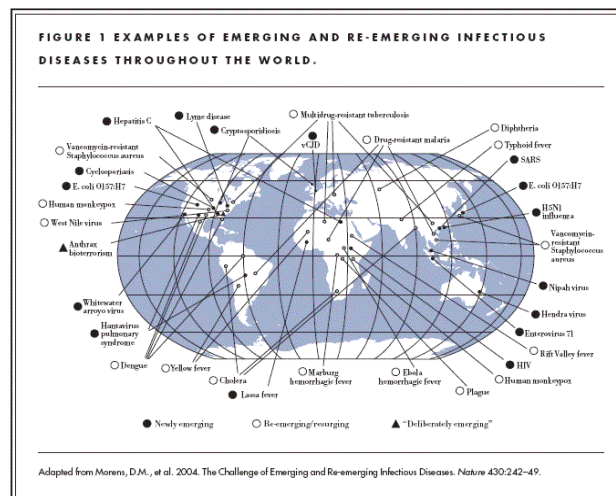 FIGURE 1 EXAMPLES OF EMERGING AND RE-EMERGING INFECTIOUS
DISEASES THROUGHOUT THE WORLD.
Hepatitis C
Lyme disease
Cryptosporidiosis
Multidrug-resistant tuberculosis
vCJD
Drug-resistant malaria
Diphtheria
Typhoid fever
SARS
Vancomycin-resistant
Staphylococcus aureus
Cyclosporiasis
E. coli O157:H7
Human monkeypox
West Nile virus
Anthrax
bioterrorism
Whitewater
arroyo virus
Hantavirus
pulmonary
syndrome
Dengue
Yellow fever
Cholera
Lassa fever
Marburg
hemorrhagic fever
Ebola
hemorrhagic fever
Plague
Human monkeypox
HIV
Rift Valley fever
Enterovirus 71
Hendra virus
Nipah virus
Vancomycin-
resistant
Staphylococcus
aureus
H5N1
influenza
E. coli O157:H7
Newly emerging
Re-emerging/resurging
"Deliberately emerging"
Adapted from Morens, D.M., et al. 2004. The Challenge of Emerging and Re-emerging Infectious Diseases. Nature 430:242–49.